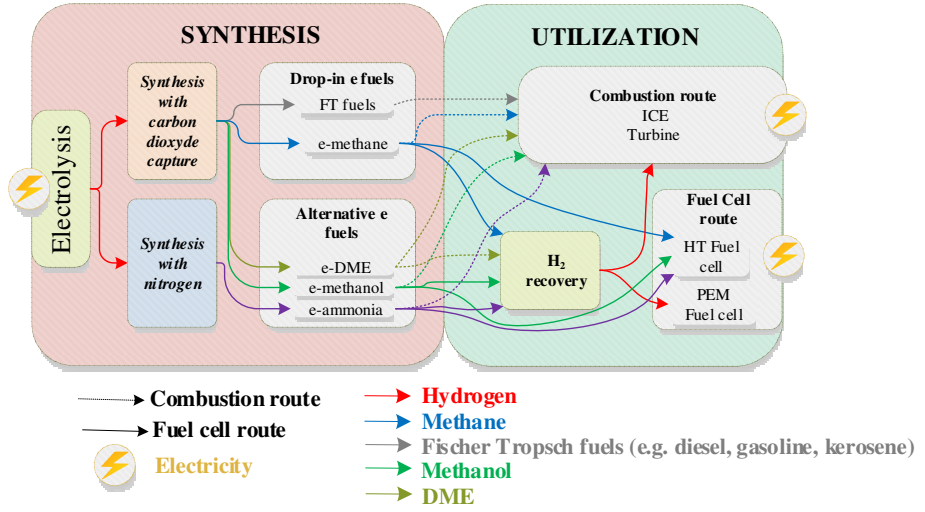 SYNTHESIS
UTILIZATION
Electrolysis
Synthesis
with
carbon
dioxyde
capture
Synthesis
with
nitrogen
Drop-in e fuels
FT fuels
e-methane
Alternative e
fuels
e-DME
e-methanol
e-ammonia
Combustion route
ICE
Turbine
H₂
recovery
Fuel Cell
route
HT Fuel
cell
PEM
Fuel cell
Combustion route
Fuel cell route
Electricity
Hydrogen
Methane
Fischer Tropsch fuels (e.g. diesel, gasoline, kerosene)
Methanol
DME